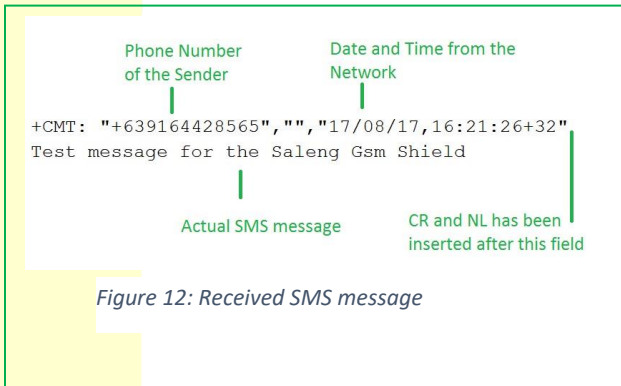 Phone Number
of the Sender
Date and Time from the
Network
+CMT: "+639164428565","","17/08/17,16:21:26+32"
Test message for the Saleng Gsm Shield
Actual SMS message
CR and NL has been
inserted after this field
Figure 12: Received SMS message